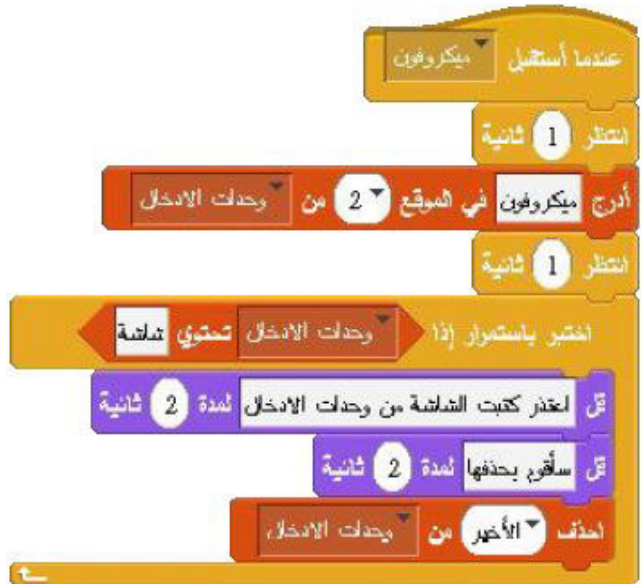 عندما أستقبل ميكروفون
انتظر 1 ثانية
أدرج ميكروفون في الموقع 2 من وحدات الادخال
انتظر 1 ثانية
اختبر باستمرار إذا وحدات الادخال تحتوي شاشة
قل اعتذر كتبت الشاشة من وحدات الادخال لمدة 2 ثانية
قل سأقوم بحذفها لمدة 2 ثانية
احذف الأخير من وحدات الادخال